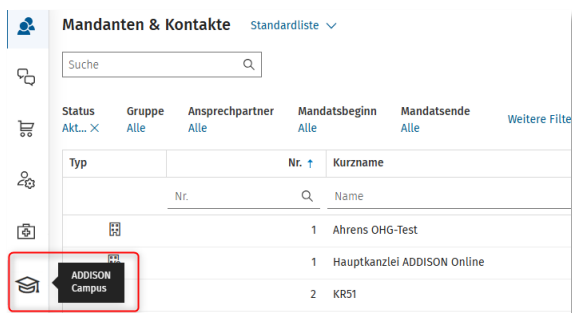 Mandanten & Kontakte Standardliste
Suche
Status Gruppe Ansprechpartner Mandatsbeginn Mandatsende
Akt... Alle Alle Alle Alle Weitere Filte
Typ Nr. ↑ Kurzname
Nr. Name
1 Ahrens OHG-Test
1 Hauptkanzlei ADDISON Online
ADDISON
Campus
2 KR51